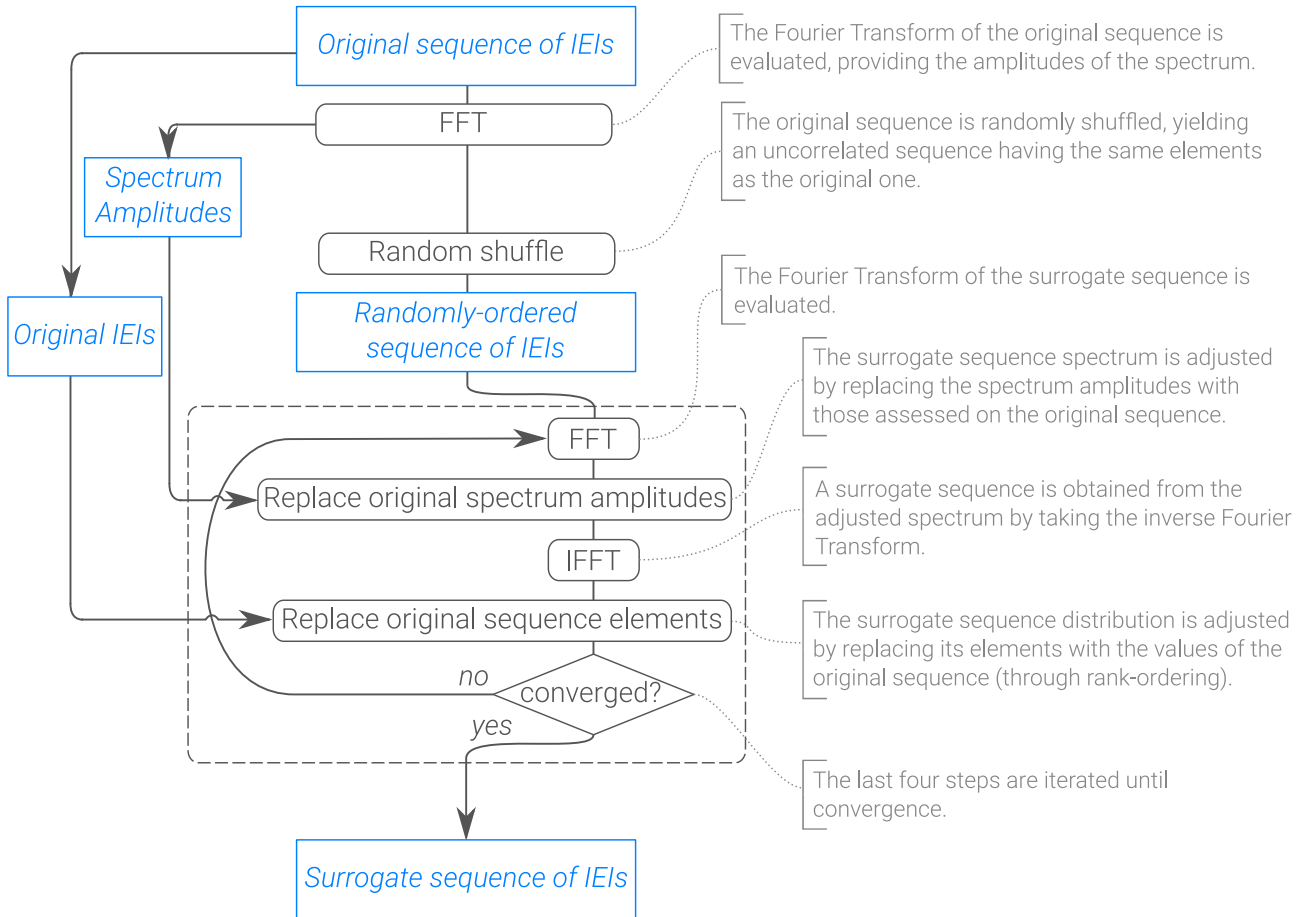 Original sequence of IEIs
The Fourier Transform of the original sequence is
evaluated, providing the amplitudes of the spectrum.
FFT
The original sequence is randomly shuffled, yielding
an uncorrelated sequence having the same elements
as the original one.
Spectrum
Amplitudes
Random shuffle
The Fourier Transform of the surrogate sequence is
evaluated.
Original IEIs
Randomly-ordered
sequence of IEIs
The surrogate sequence spectrum is adjusted
by replacing the spectrum amplitudes with
those assessed on the original sequence.
FFT
Replace original spectrum amplitudes
A surrogate sequence is obtained from the
adjusted spectrum by taking the inverse Fourier
Transform.
IFFT
Replace original sequence elements
The surrogate sequence distribution is adjusted
by replacing its elements with the values of the
original sequence (through rank-ordering).
no
converged?
yes
The last four steps are iterated until
convergence.
Surrogate sequence of IEIs